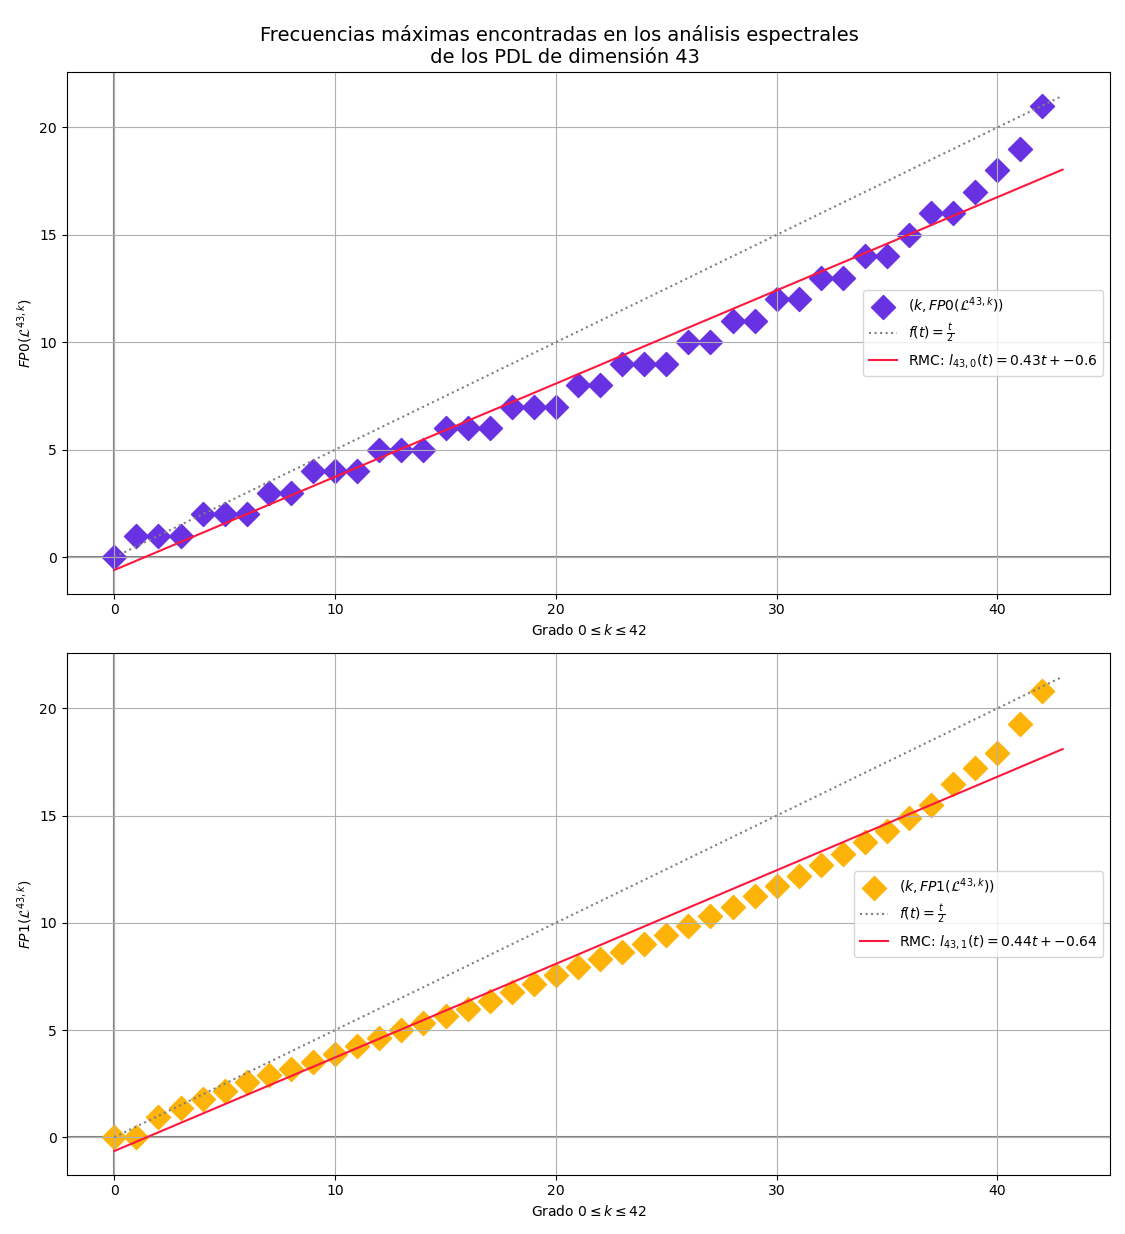 Frecuencias máximas encontradas en los análisis espectrales
de los PDL de dimensión 43
20
15
10
5
0
FP0(ℒ^{43,k})
(k, FP0(ℒ^{43,k}))
f(t) = t/2
RMC: l_{43,0}(t) = 0.43t + −0.6
0 10 20 30 40
Grado 0 ≤ k ≤ 42
20
15
10
5
0
FP1(ℒ^{43,k})
(k, FP1(ℒ^{43,k}))
f(t) = t/2
RMC: l_{43,1}(t) = 0.44t + −0.64
0 10 20 30 40
Grado 0 ≤ k ≤ 42